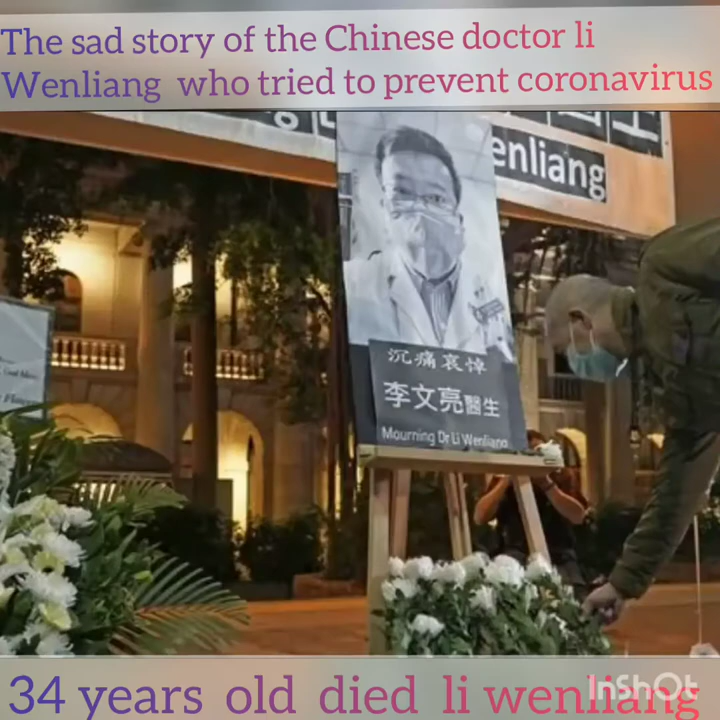 The sad story of the Chinese doctor li
Wenliang who tried to prevent coronavirus
enliang
沉痛哀悼
李文亮醫生
Mourning Dr Li Wenliang
34 years old died li wenliang
InShOt